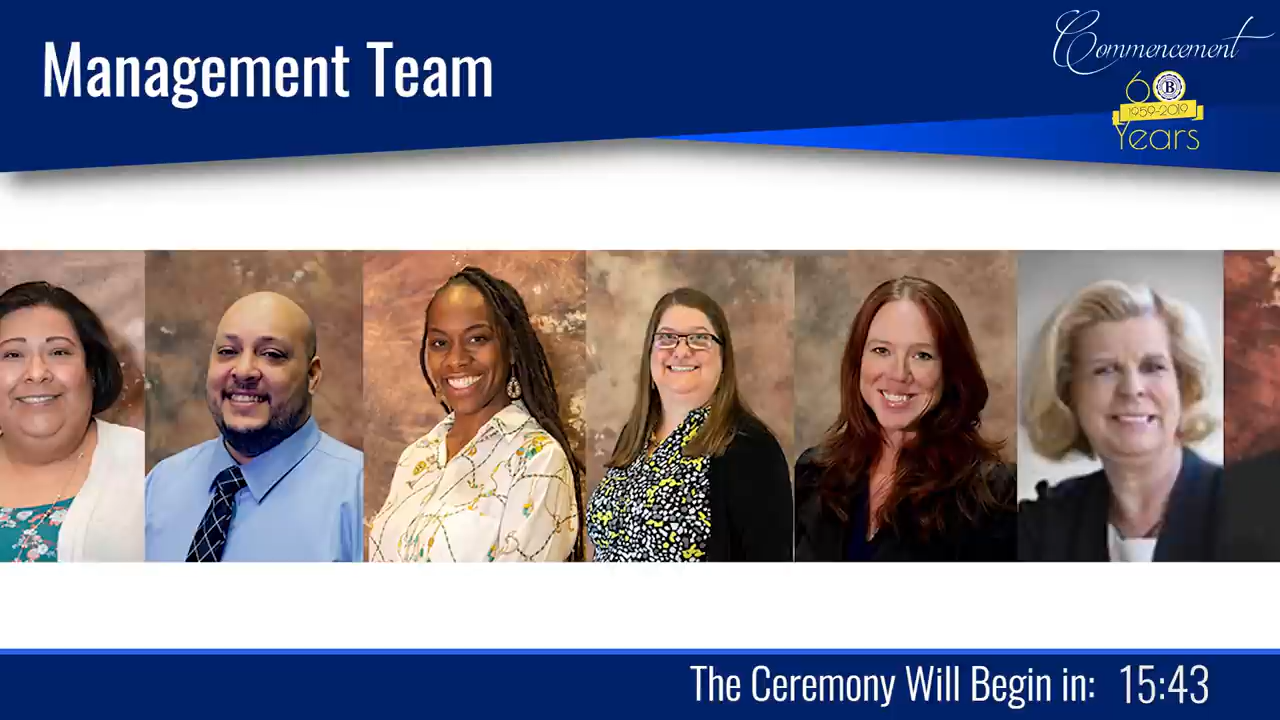 Management Team
Commencement
60
1959-2019
Years
The Ceremony Will Begin in: 15:43